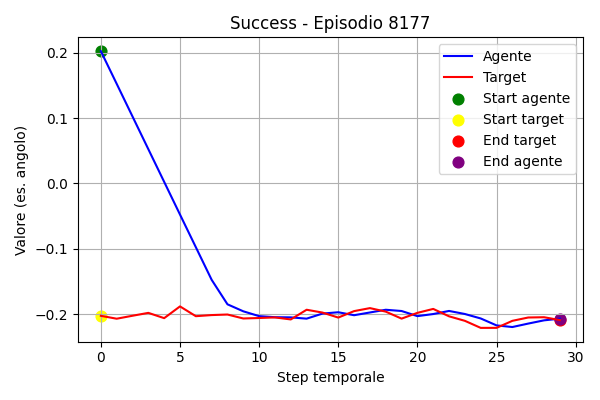 Success - Episodio 8177
Valore (es. angolo)
0.2
0.1
0.0
−0.1
−0.2
0
5
10
15
20
25
30
Step temporale
Agente
Target
Start agente
Start target
End target
End agente